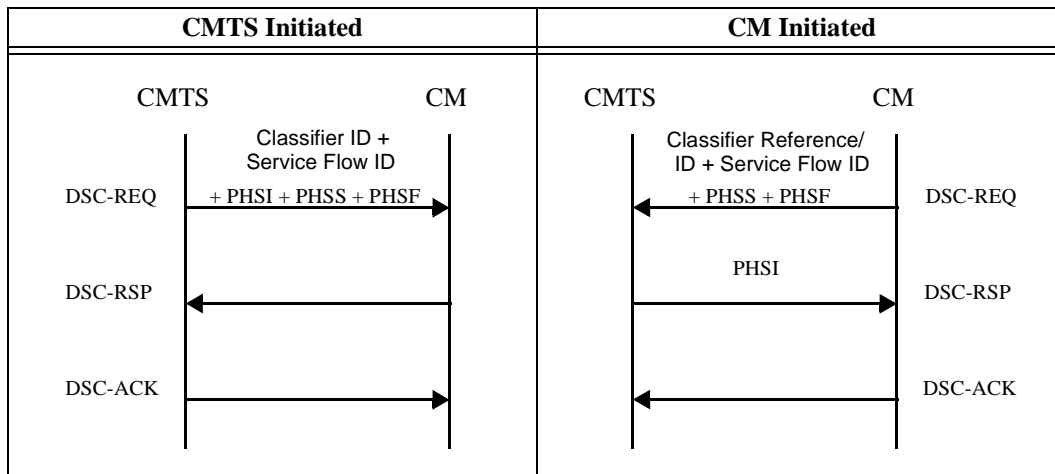 CMTS Initiated
CM Initiated
CMTS
CM
Classifier ID +
Service Flow ID
DSC-REQ
+ PHSI + PHSS + PHSF
DSC-RSP
DSC-ACK
CMTS
CM
Classifier Reference/
ID + Service Flow ID
+ PHSS + PHSF
DSC-REQ
PHSI
DSC-RSP
DSC-ACK